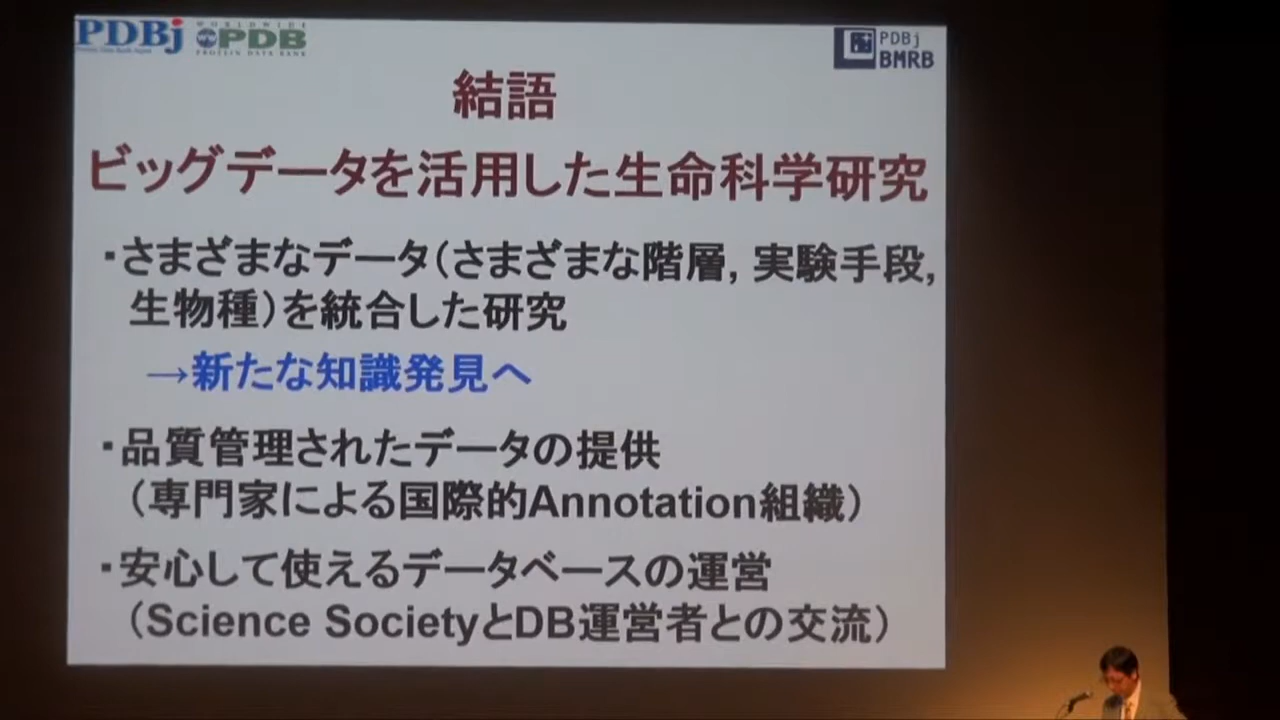 PDBj
WORLDWIDE
PDB
PROTEIN DATA BANK
PDBj
BMRB
結語
ビッグデータを活用した生命科学研究
・さまざまなデータ（さまざまな階層, 実験手段,
生物種）を統合した研究
→新たな知識発見へ
・品質管理されたデータの提供
（専門家による国際的Annotation組織）
・安心して使えるデータベースの運営
（Science SocietyとDB運営者との交流）